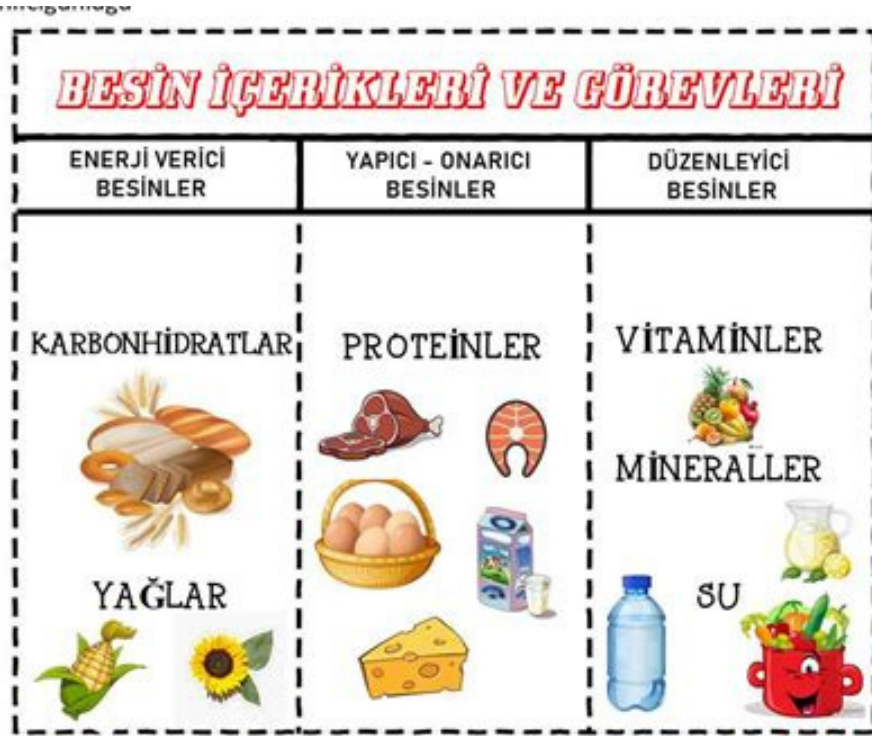 BESİN İÇERİKLERİ VE GÖREVLERİ
ENERJİ VERİCİ
BESİNLER
YAPICI - ONARICI
BESİNLER
DÜZENLEYİCİ
BESİNLER
KARBONHİDRATLAR
YAĞLAR
PROTEİNLER
VİTAMİNLER
MİNERALLER
SU